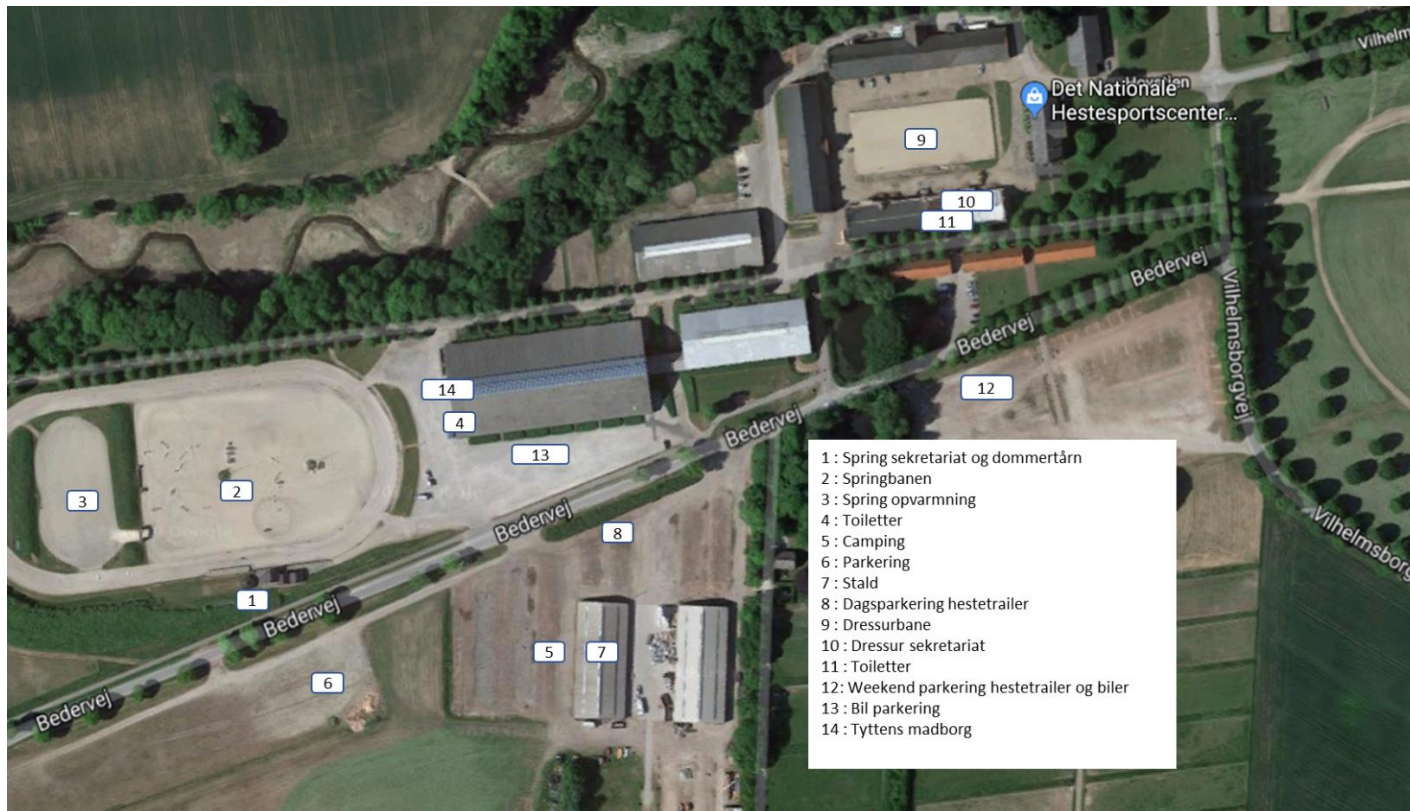 Vilhelm
Hovstien
Det Nationale
Hestesportscenter...
9
10
11
Bedervej
Bedervej
Vilhelmsborgvej
12
14
4
Bedervej
13
2
3
Bedervej
8
Vilhelmsborg
1
Bedervej
5
7
6
Bedervej
1 : Spring sekretariat og dommertårn
2 : Springbanen
3 : Spring opvarmning
4 : Toiletter
5 : Camping
6 : Parkering
7 : Stald
8 : Dagsparkering hestetrailer
9 : Dressurbane
10 : Dressur sekretariat
11 : Toiletter
12: Weekend parkering hestetrailer og biler
13 : Bil parkering
14 : Tyttens madborg